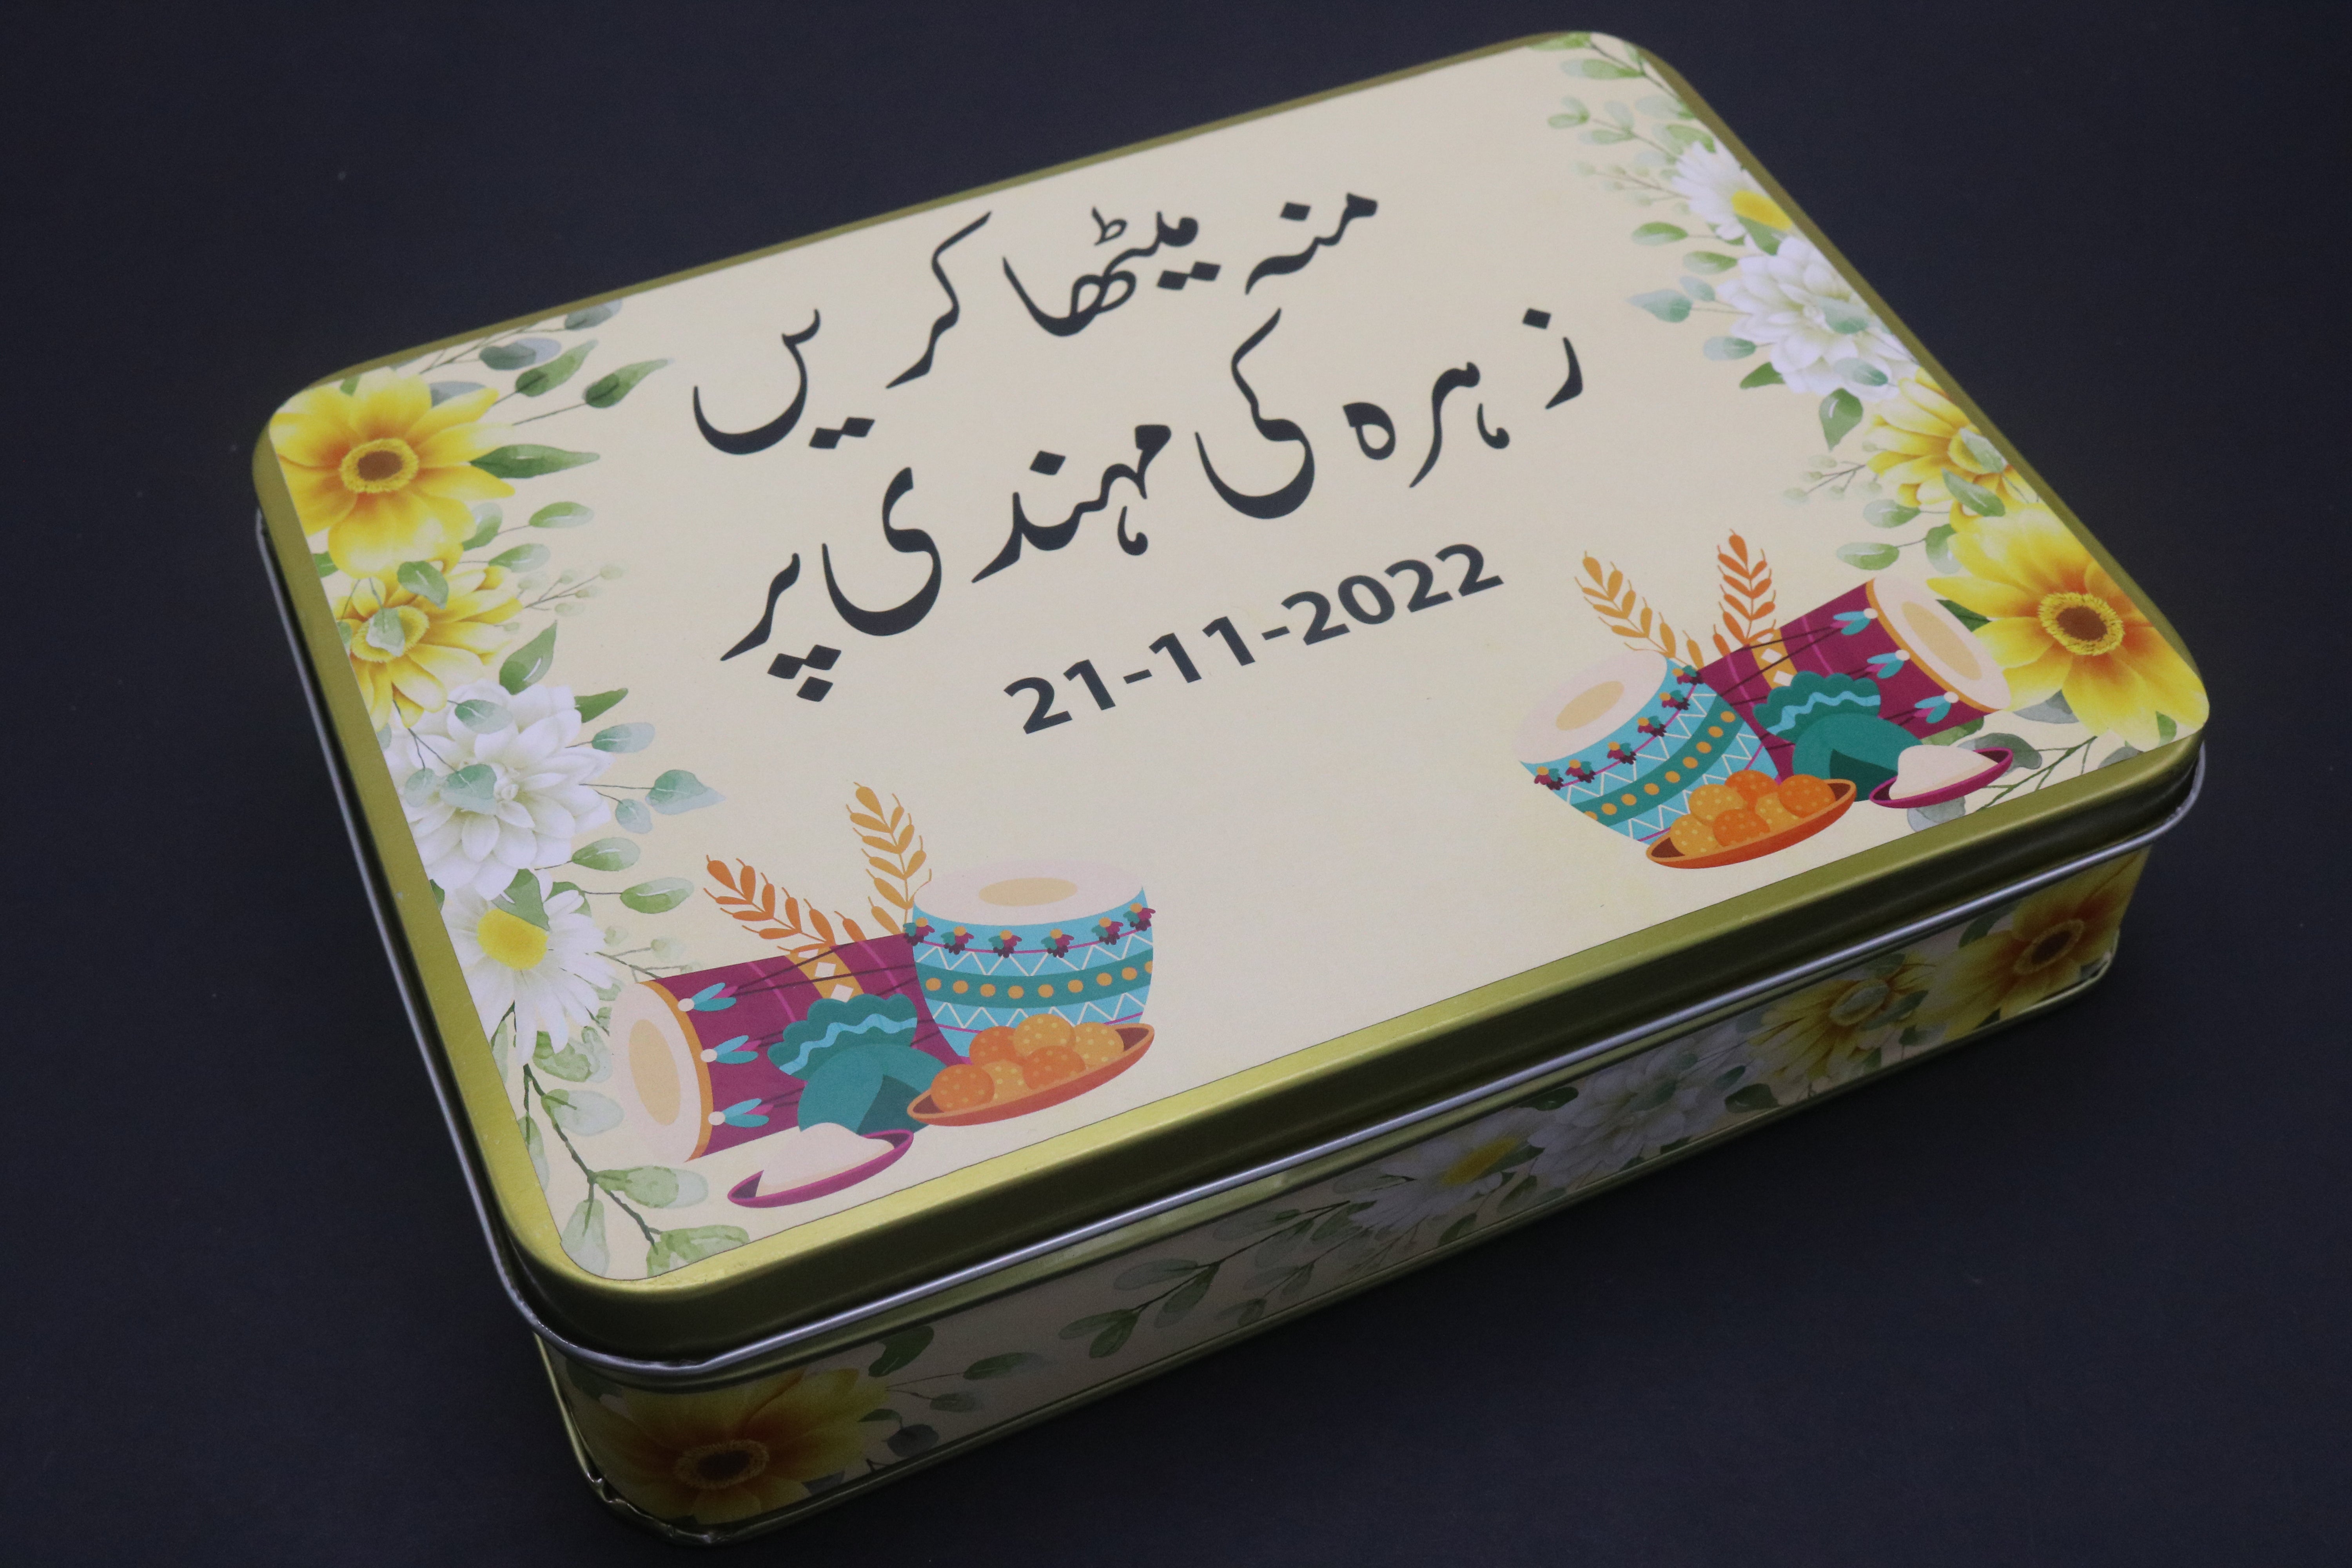 منہ میٹھا کریں
زہرہ کی مہندی پر
21-11-2022